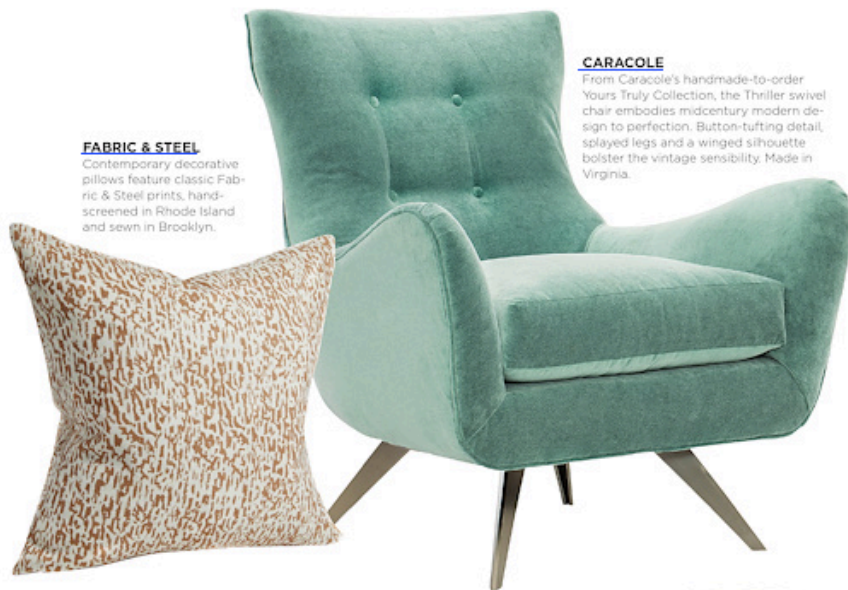 CARACOLE
From Caracole's handmade-to-order
Yours Truly Collection, the Thriller swivel
chair embodies midcentury modern de-
sign to perfection. Button-tufting detail,
splayed legs and a winged silhouette
bolster the vintage sensibility. Made in
Virginia.
FABRIC & STEEL
Contemporary decorative
pillows feature classic Fab-
ric & Steel prints, hand-
screened in Rhode Island
and sewn in Brooklyn.